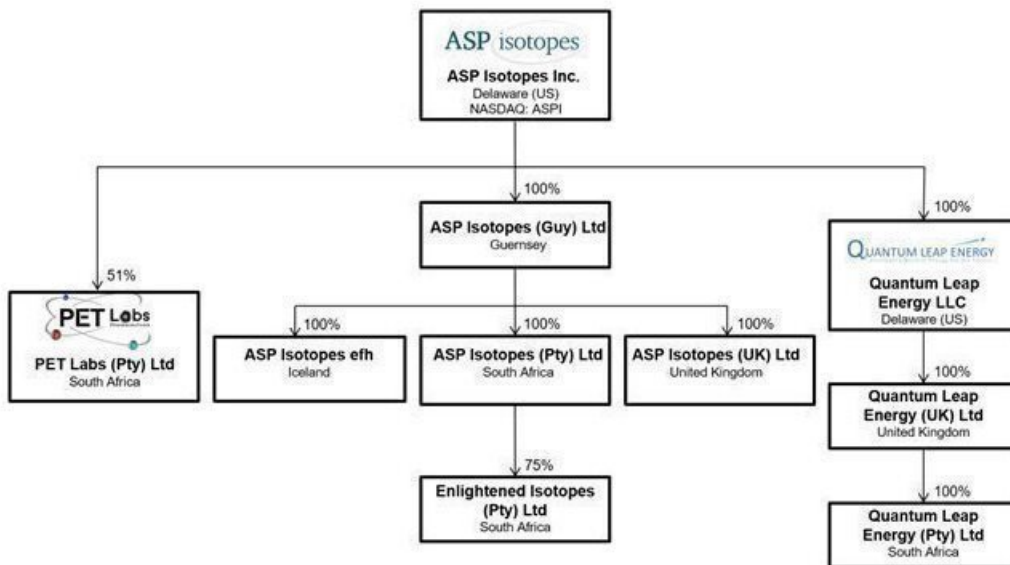 ASP isotopes
ASP Isotopes Inc.
Delaware (US)
NASDAQ: ASPI
100%
ASP Isotopes (Guy) Ltd
Guernsey
100%
QUANTUM LEAP ENERGY
Quantum Leap
Energy LLC
Delaware (US)
51%
PET Labs
PET Labs (Pty) Ltd
South Africa
100%
ASP Isotopes efh
Iceland
100%
ASP Isotopes (Pty) Ltd
South Africa
100%
ASP Isotopes (UK) Ltd
United Kingdom
100%
Quantum Leap
Energy (UK) Ltd
United Kingdom
75%
Enlightened Isotopes
(Pty) Ltd
South Africa
100%
Quantum Leap
Energy (Pty) Ltd
South Africa